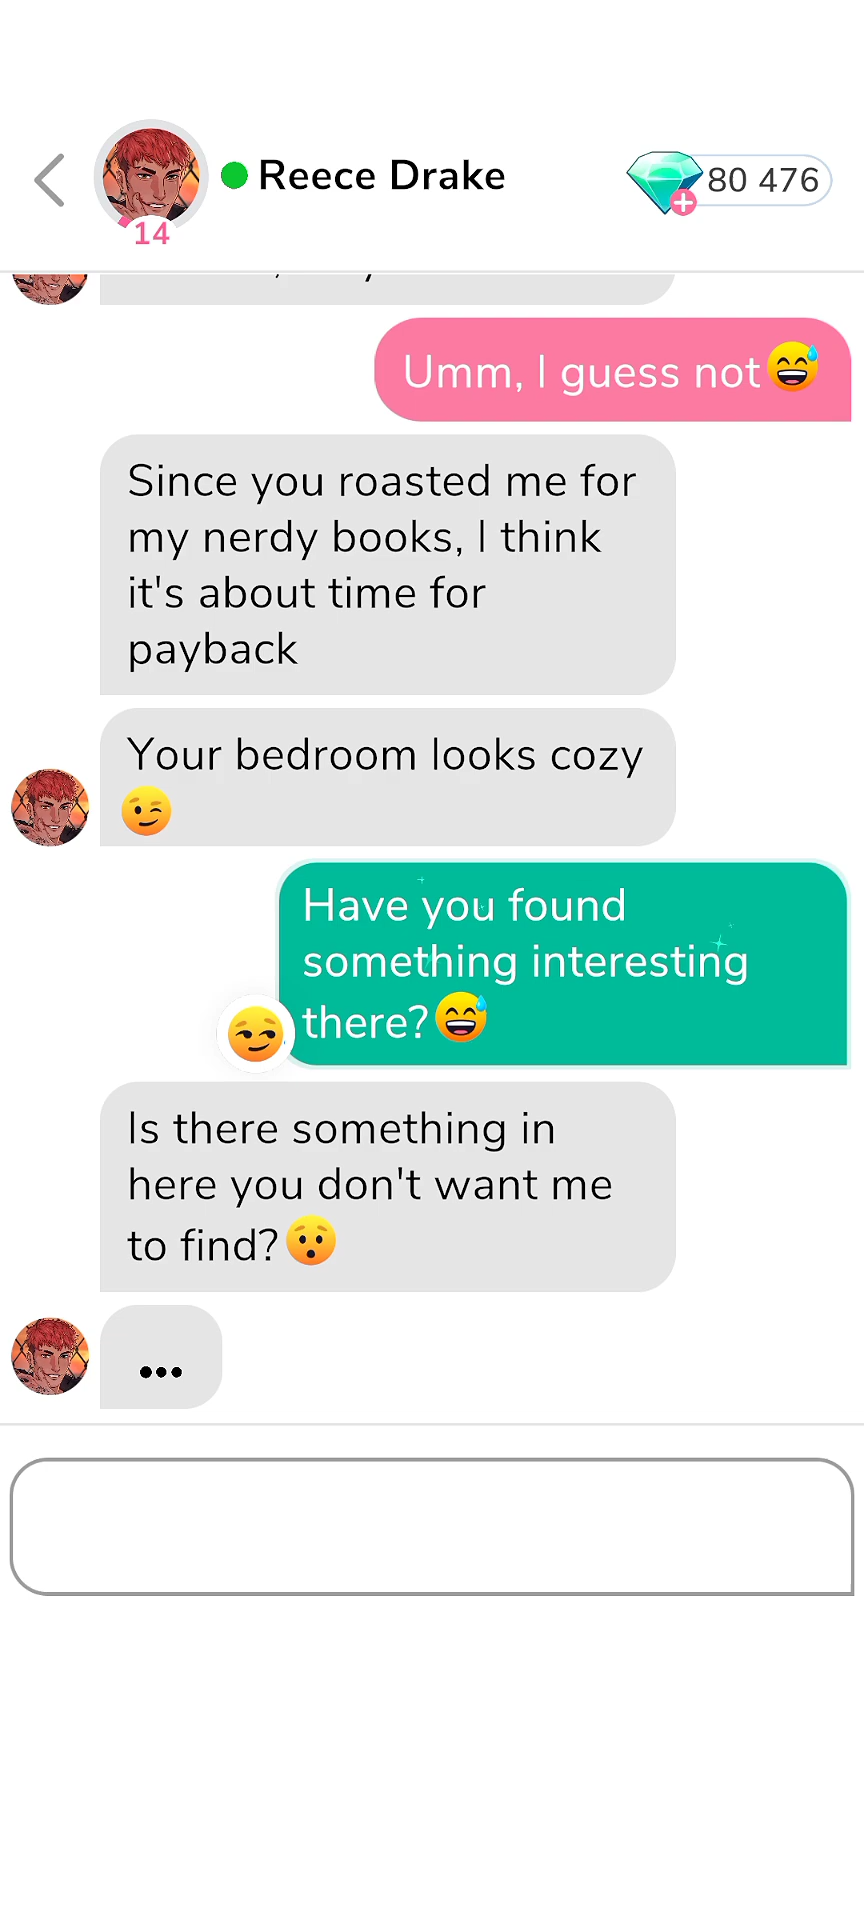 Reece Drake
80 476
14
Umm, I guess not😅
Since you roasted me for
my nerdy books, I think
it's about time for
payback
Your bedroom looks cozy
😉
Have you found
something interesting
there?😅
😏
Is there something in
here you don't want me
to find?😯
...